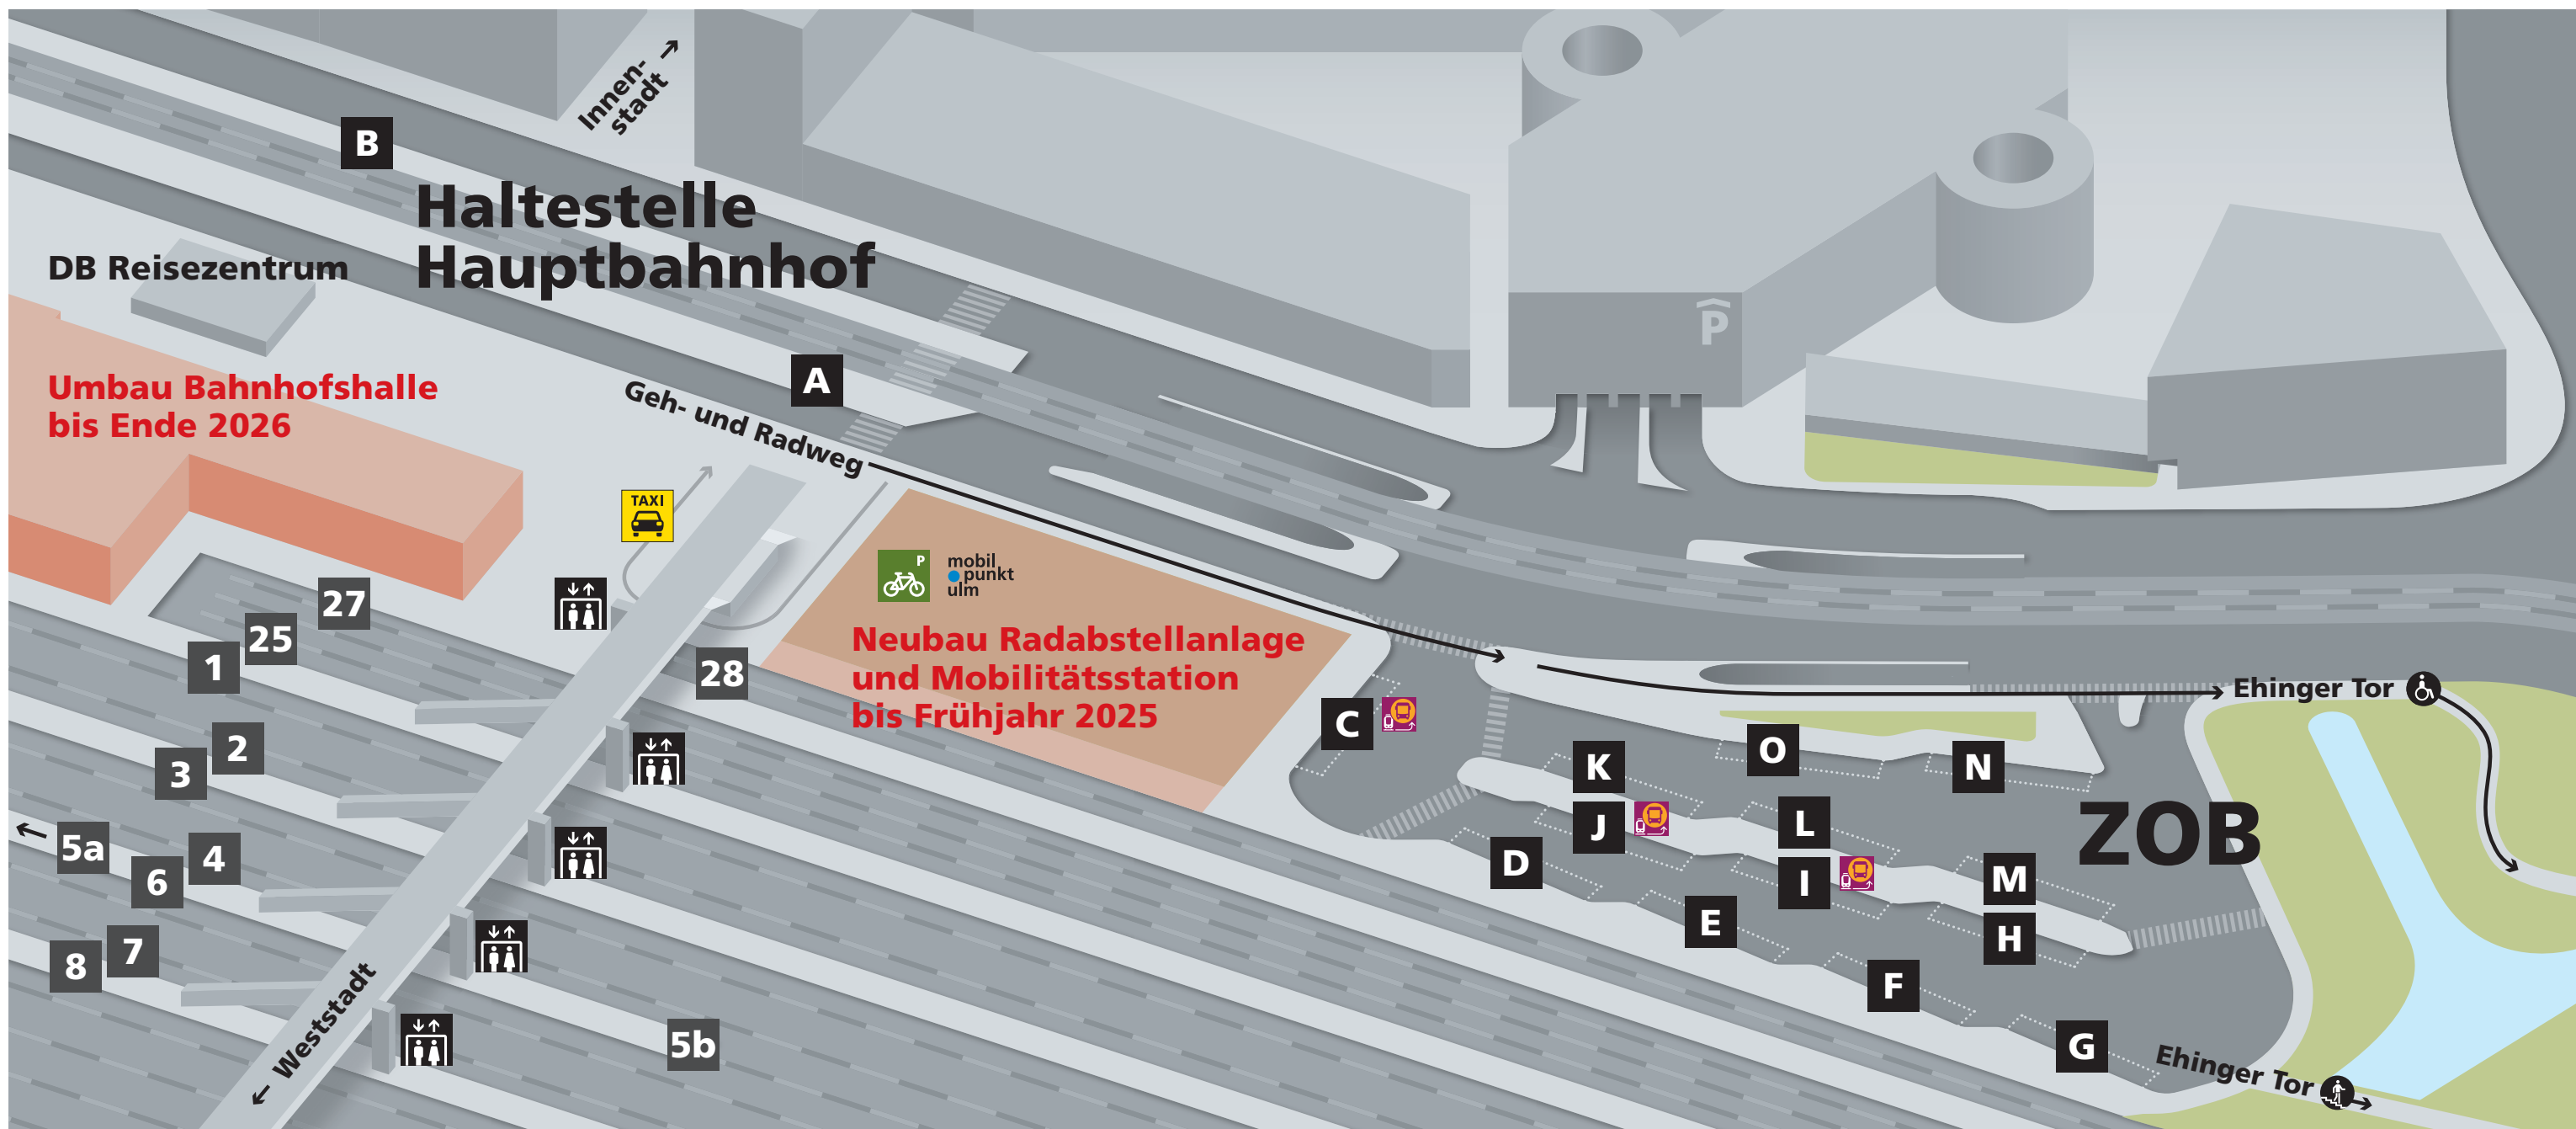 Innen-
stadt
B
Haltestelle
Hauptbahnhof
DB Reisezentrum
P
A
Umbau Bahnhofshalle
bis Ende 2026
Geh- und Radweg
TAXI
P
mobil
punkt
ulm
27
25
1
28
Neubau Radabstellanlage
und Mobilitätsstation
bis Frühjahr 2025
Ehinger Tor
C
2
3
K
O
N
J
L
ZOB
5a
4
6
D
I
M
E
H
7
8
F
Weststadt
5b
G
Ehinger Tor